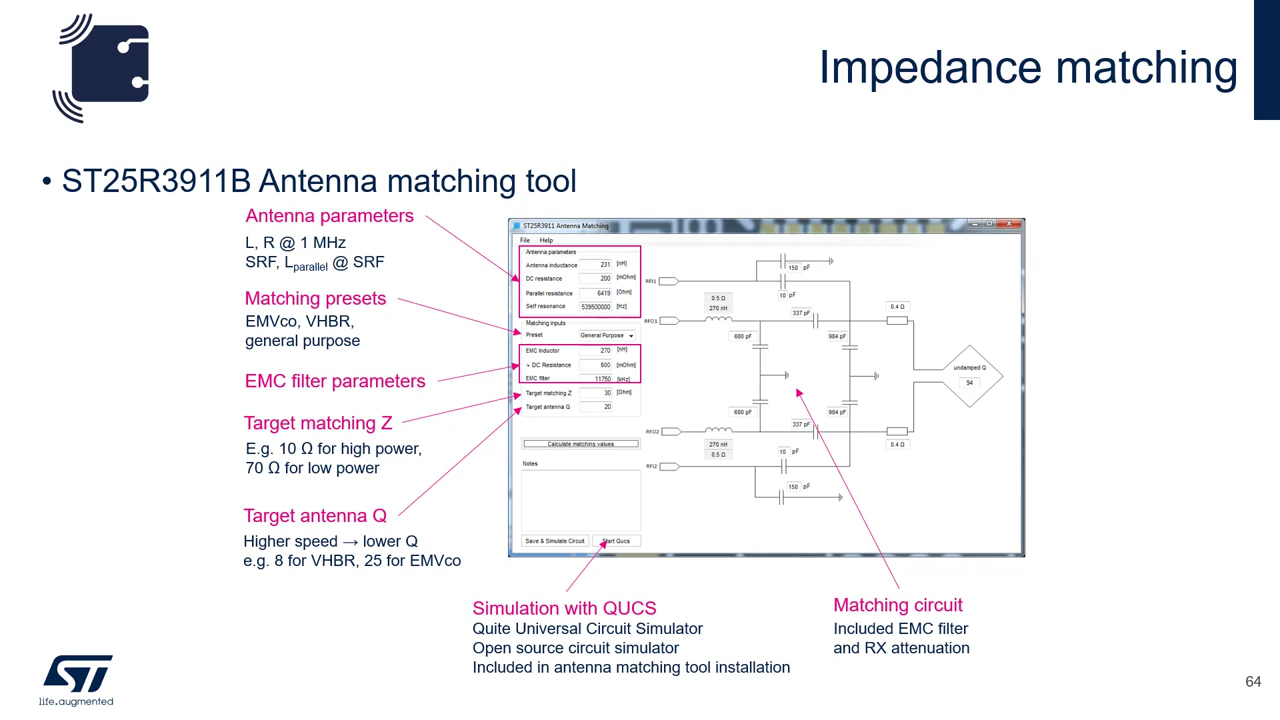 Impedance matching
• ST25R3911B Antenna matching tool
Antenna parameters
L, R @ 1 MHz
SRF, Lparallel @ SRF
Matching presets
EMVco, VHBR,
general purpose
EMC filter parameters
Target matching Z
E.g. 10 Ω for high power,
70 Ω for low power
Target antenna Q
Higher speed → lower Q
e.g. 8 for VHBR, 25 for EMVco
ST25R3911 Antenna Matching
File Help
Antenna parameters
Antenna inductance 231 [nH]
DC resistance 200 [mOhm]
Parallel resistance 6419 [Ohm]
Self resonance 539500000 [Hz]
Matching inputs
Preset General Purpose
EMC Inductor 270 [nH]
↳ DC Resistance 500 [mOhm]
EMC filter 11750 [kHz]
Target matching Z 30 [Ohm]
Target antenna Q 20
Calculate matching values
Notes
Save & Simulate Circuit Start Qucs
150 pF
RFI1
10 pF
0.5 Ω
270 nH
RFO1
337 pF
0.4 Ω
680 pF
984 pF
undamped Q
94
680 pF
984 pF
337 pF
RFO2
270 nH
0.5 Ω
0.4 Ω
10 pF
RFI2
150 pF
Simulation with QUCS
Quite Universal Circuit Simulator
Open source circuit simulator
Included in antenna matching tool installation
Matching circuit
Included EMC filter
and RX attenuation
ST
life.augmented
64